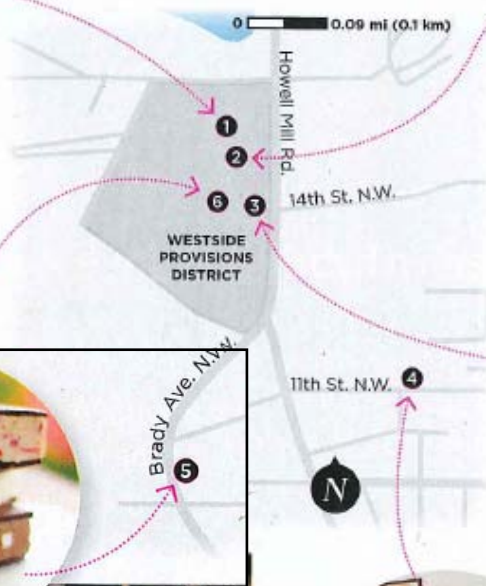 0 0.09 mi (0.1 km)
Howell Mill Rd.
1
2
6
3
14th St. N.W.
WESTSIDE
PROVISIONS
DISTRICT
Brady Ave. N.W.
11th St. N.W.
4
5
N